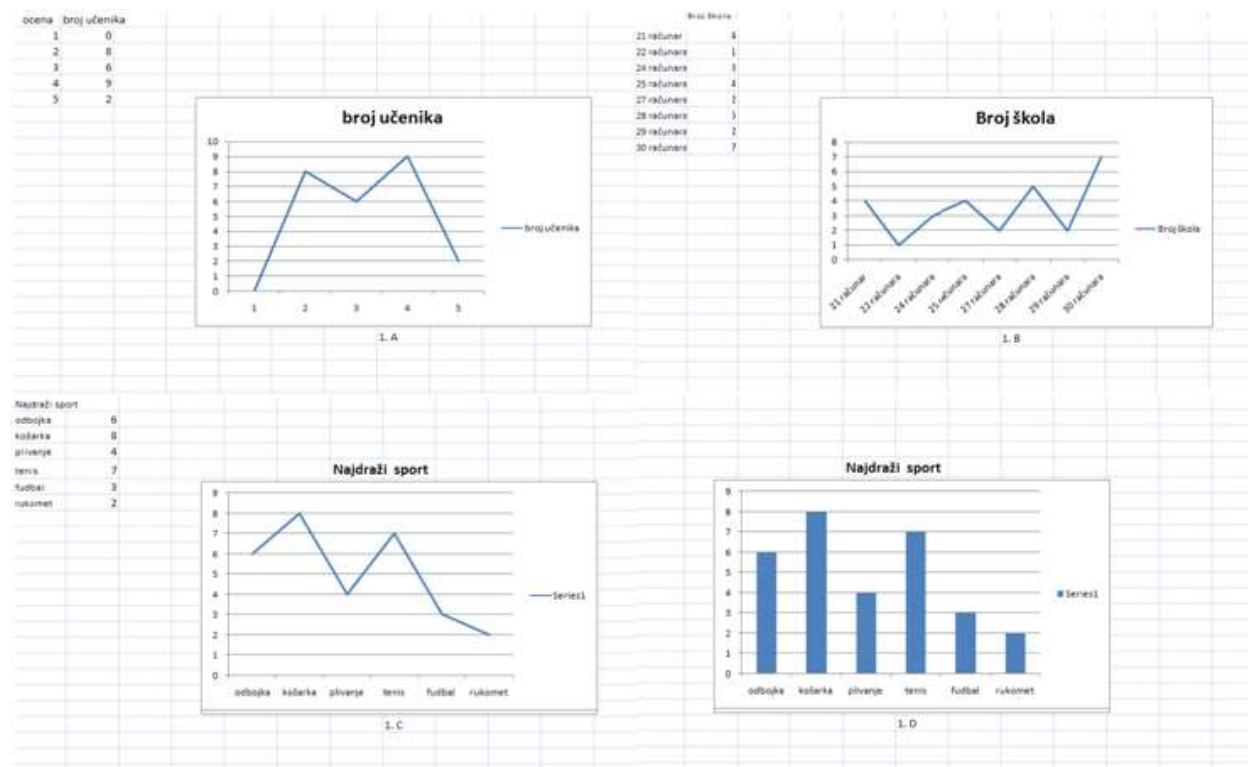 ocena broj učenika
1 0
2 8
3 6
4 9
5 2
broj učenika
10
9
8
7
6
5
4
3
2
1
0
1 2 3 4 5
broj učenika
1. A
Broj škola
21 računar 4
22 računara 1
24 računara 3
25 računara 4
27 računara 2
28 računara 5
29 računara 2
30 računara 7
Broj škola
8
7
6
5
4
3
2
1
0
21 računar 22 računara 24 računara 25 računara 27 računara 28 računara 29 računara 30 računara
Broj škola
1. B
Najdraži sport
odbojka 6
košarka 8
plivanje 4
tenis 7
fudbal 3
rukomet 2
Najdraži sport
9
8
7
6
5
4
3
2
1
0
odbojka košarka plivanje tenis fudbal rukomet
Series1
1. C
Najdraži sport
9
8
7
6
5
4
3
2
1
0
odbojka košarka plivanje tenis fudbal rukomet
Series1
1. D